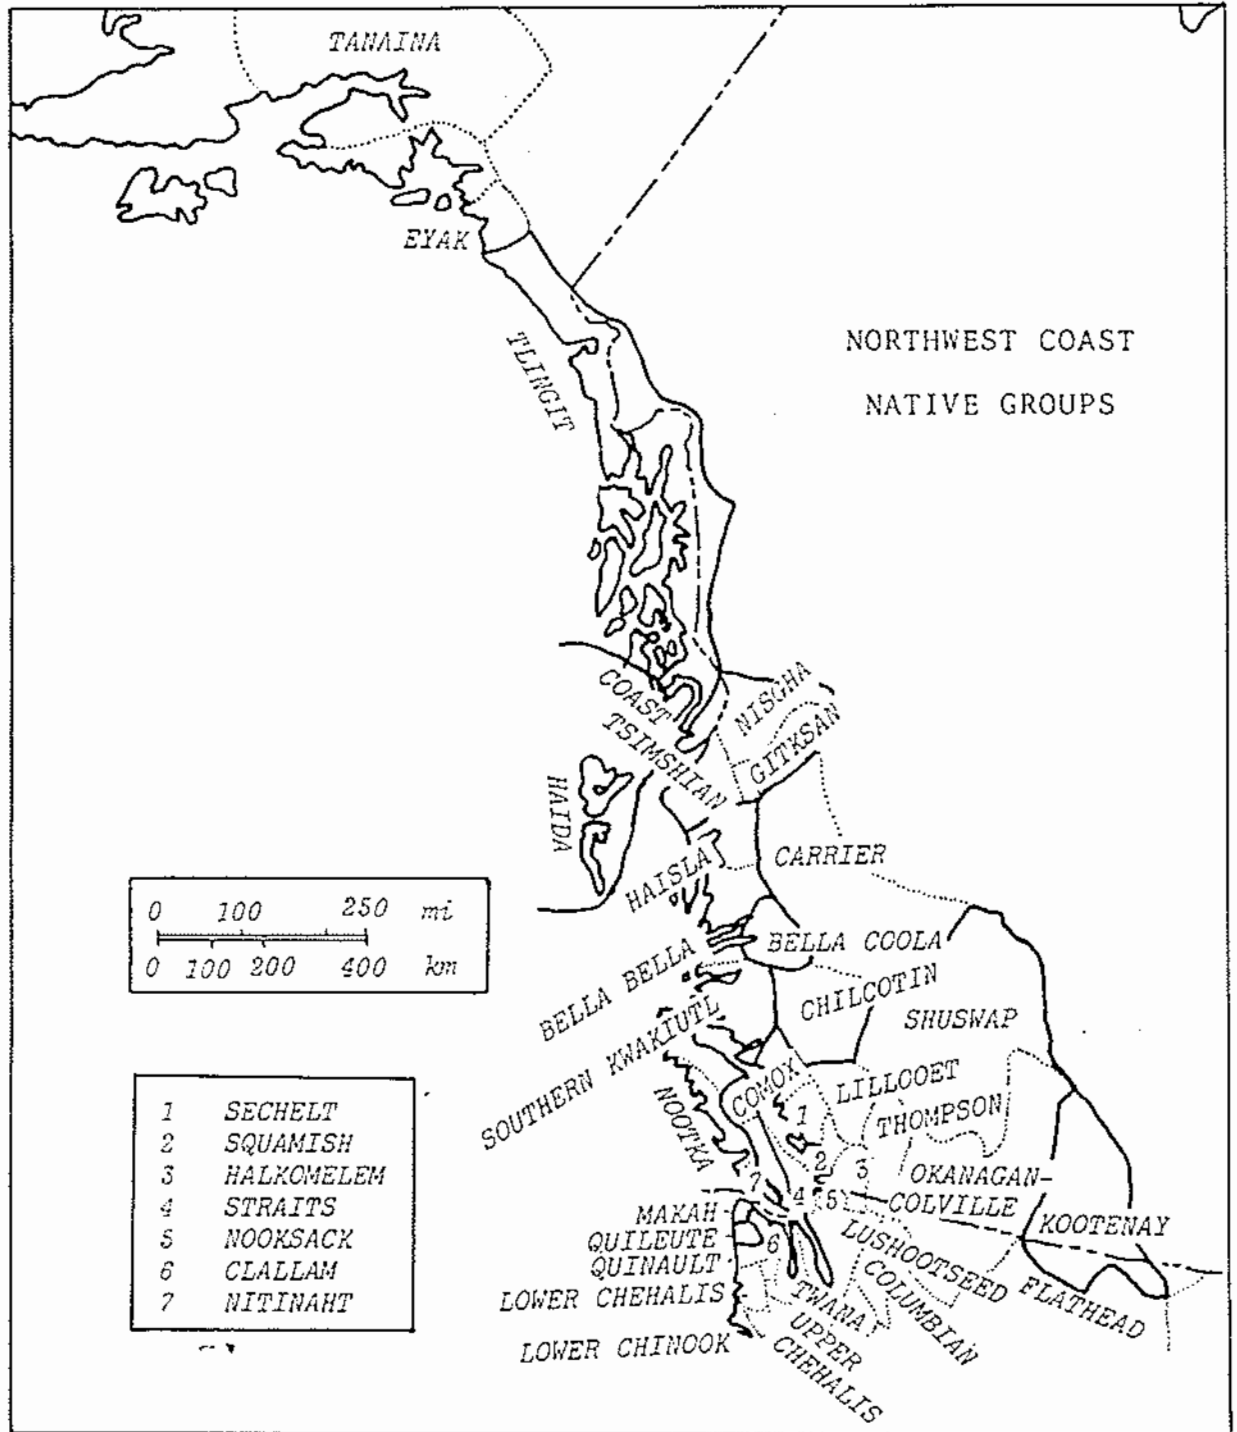 TANAINA
EYAK
TLINGIT
NORTHWEST COAST
NATIVE GROUPS
COAST
TSIMSHIAN
NISGHA
GITKSAN
HAIDA
HAISLA
CARRIER
BELLA BELLA
BELLA COOLA
CHILCOTIN
SOUTHERN KWAKIUTL
SHUSWAP
0 100 250 mi
0 100 200 400 km
NOOTKA
COMOX
LILLOOET
THOMPSON
1
2
3
4
5
6
7
OKANAGAN-
COLVILLE
KOOTENAY
MAKAH
QUILEUTE
QUINAULT
LOWER CHEHALIS
LOWER CHINOOK
LUSHOOTSEED
COLUMBIAN
FLATHEAD
TWANA
UPPER
CHEHALIS
1 SECHELT
2 SQUAMISH
3 HALKOMELEM
4 STRAITS
5 NOOKSACK
6 CLALLAM
7 NITINAHT